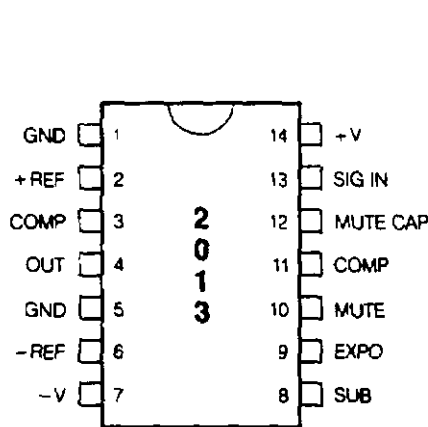 GND 1 14 +V
+REF 2 13 SIG IN
COMP 3 2 12 MUTE CAP
OUT 4 0 11 COMP
GND 5 1 10 MUTE
-REF 6 3 9 EXPO
-V 7 8 SUB